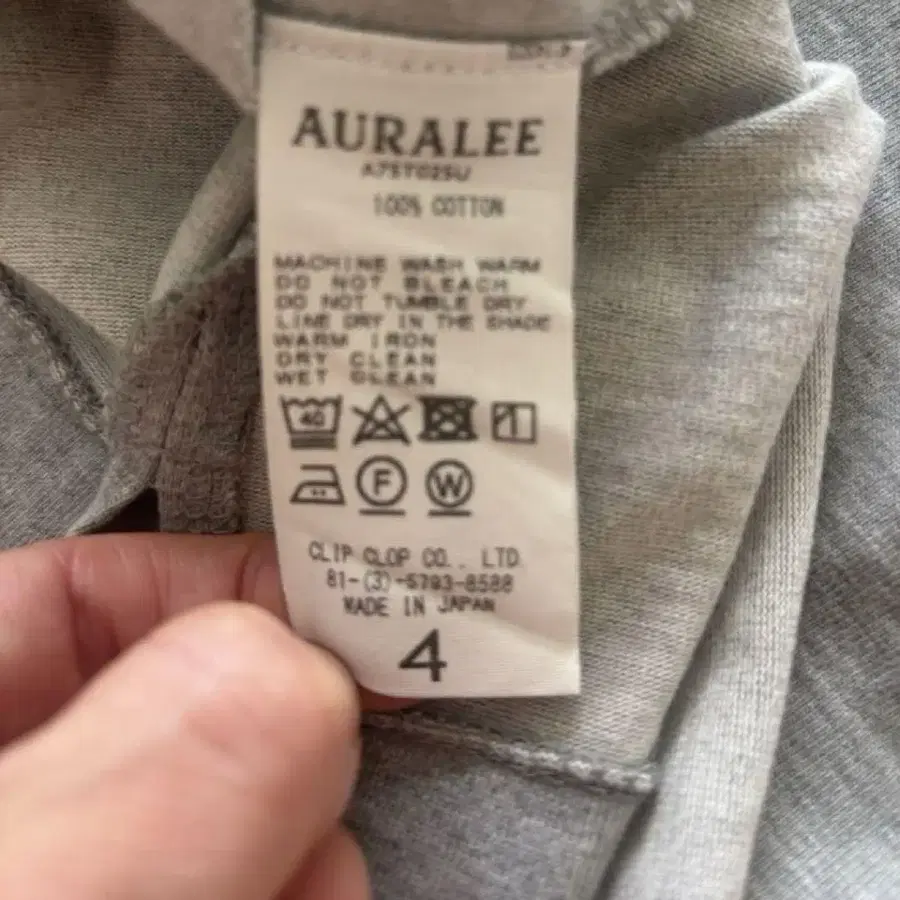 AURALEE
A7ST02SU
100% COTTON
MACHINE WASH WARM
DO NOT BLEACH
DO NOT TUMBLE DRY
LINE DRY IN THE SHADE
WARM IRON
DRY CLEAN
WET CLEAN
40
F W
CLIP CLOP CO., LTD.
81-(3)-5793-8588
MADE IN JAPAN
4